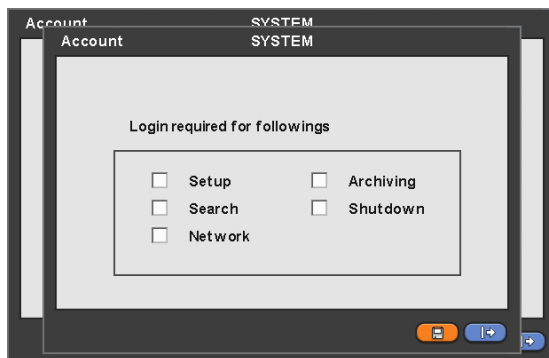 Account SYSTEM
Account SYSTEM
Login required for followings
Setup Archiving
Search Shutdown
Network